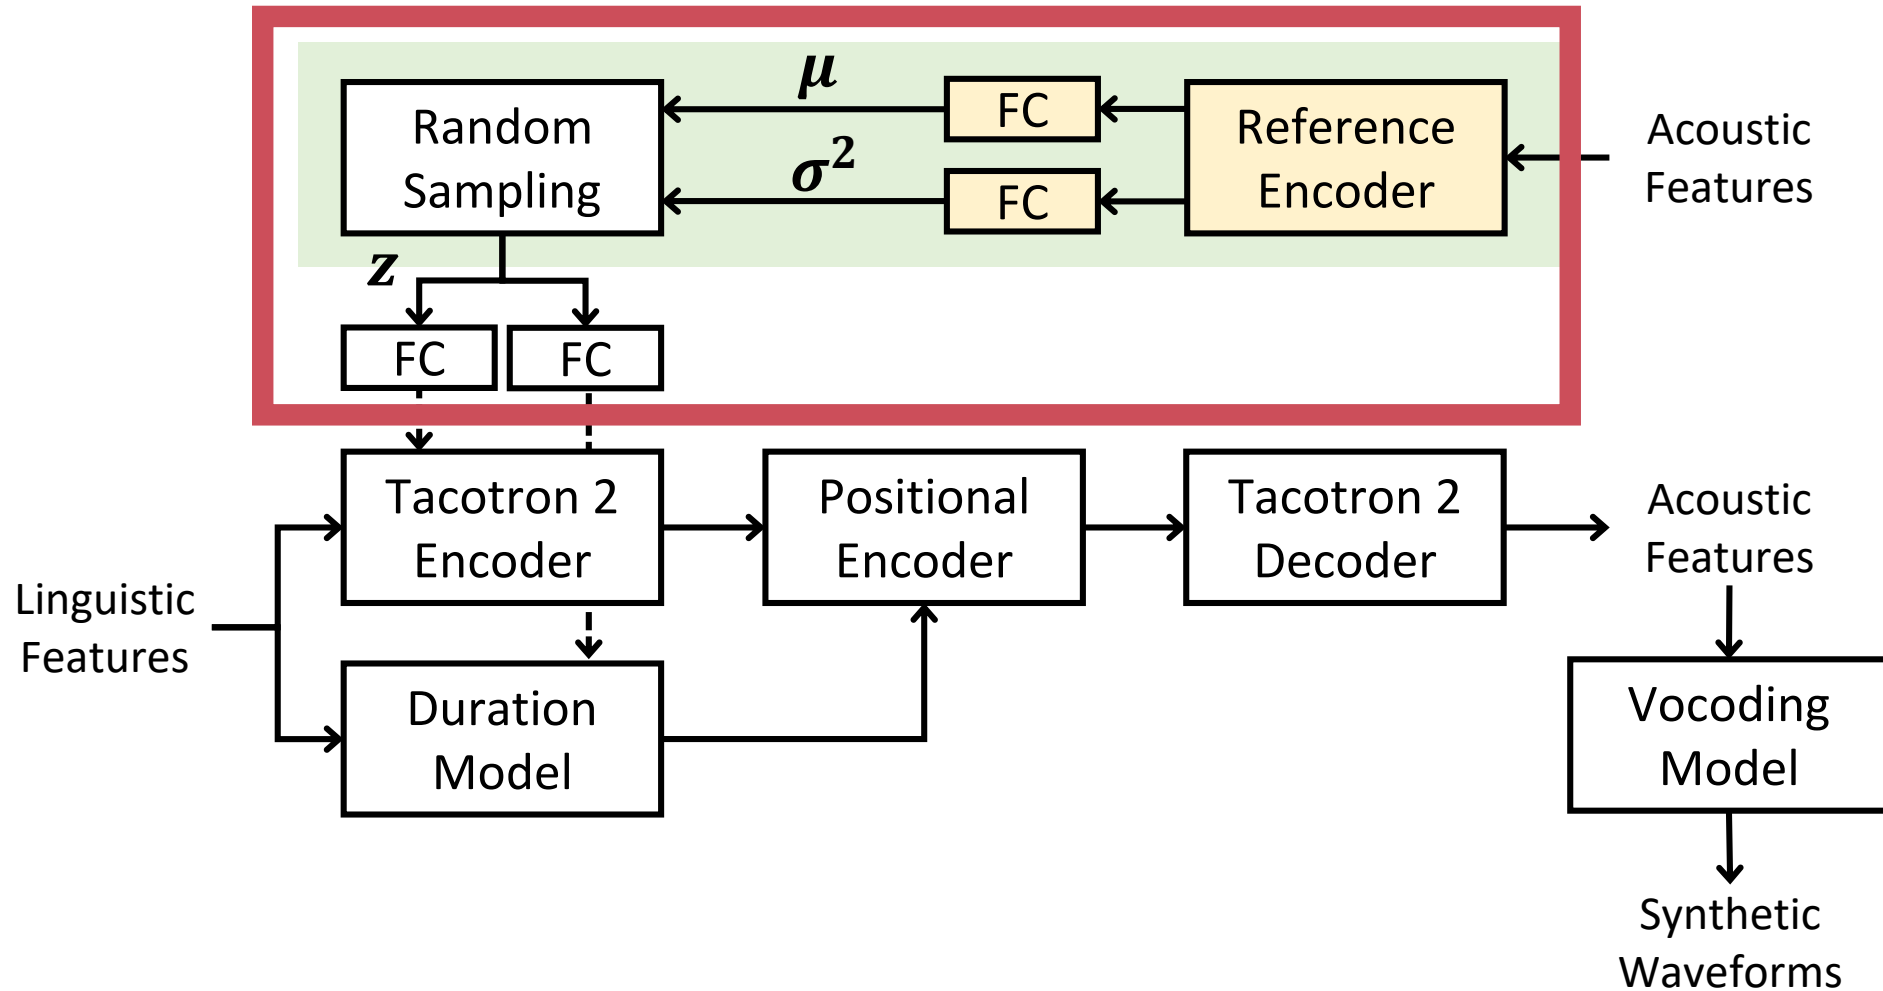 μ
Random
Sampling
FC
Reference
Encoder
Acoustic
Features
σ²
FC
z
FC
FC
Tacotron 2
Encoder
Positional
Encoder
Tacotron 2
Decoder
Acoustic
Features
Linguistic
Features
Duration
Model
Vocoding
Model
Synthetic
Waveforms